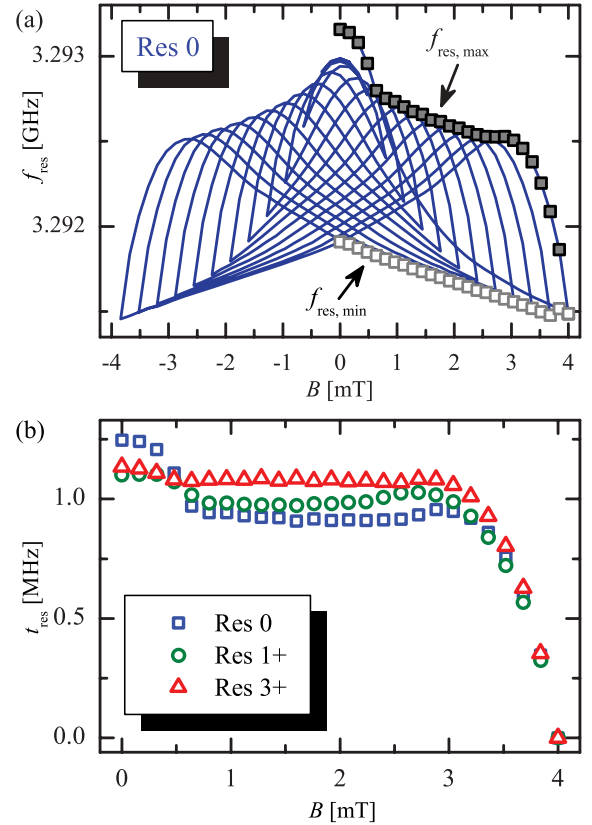 (a)
Res 0
f_res,max
3.293
3.292
f_res [GHz]
f_res,min
-4 -3 -2 -1 0 1 2 3 4
B [mT]
(b)
1.0
0.5
0.0
t_res [MHz]
Res 0
Res 1+
Res 3+
0 1 2 3 4
B [mT]